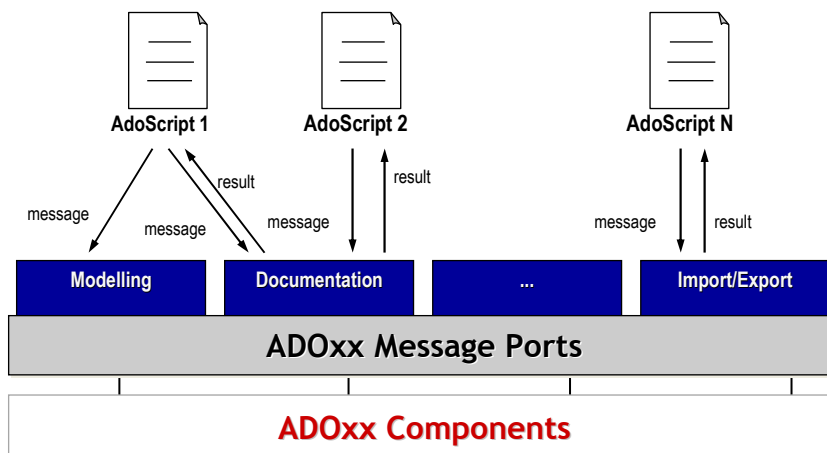 AdoScript 1
AdoScript 2
AdoScript N
result
result
message
message
message
message
result
Modelling
Documentation
...
Import/Export
ADOxx Message Ports
ADOxx Components